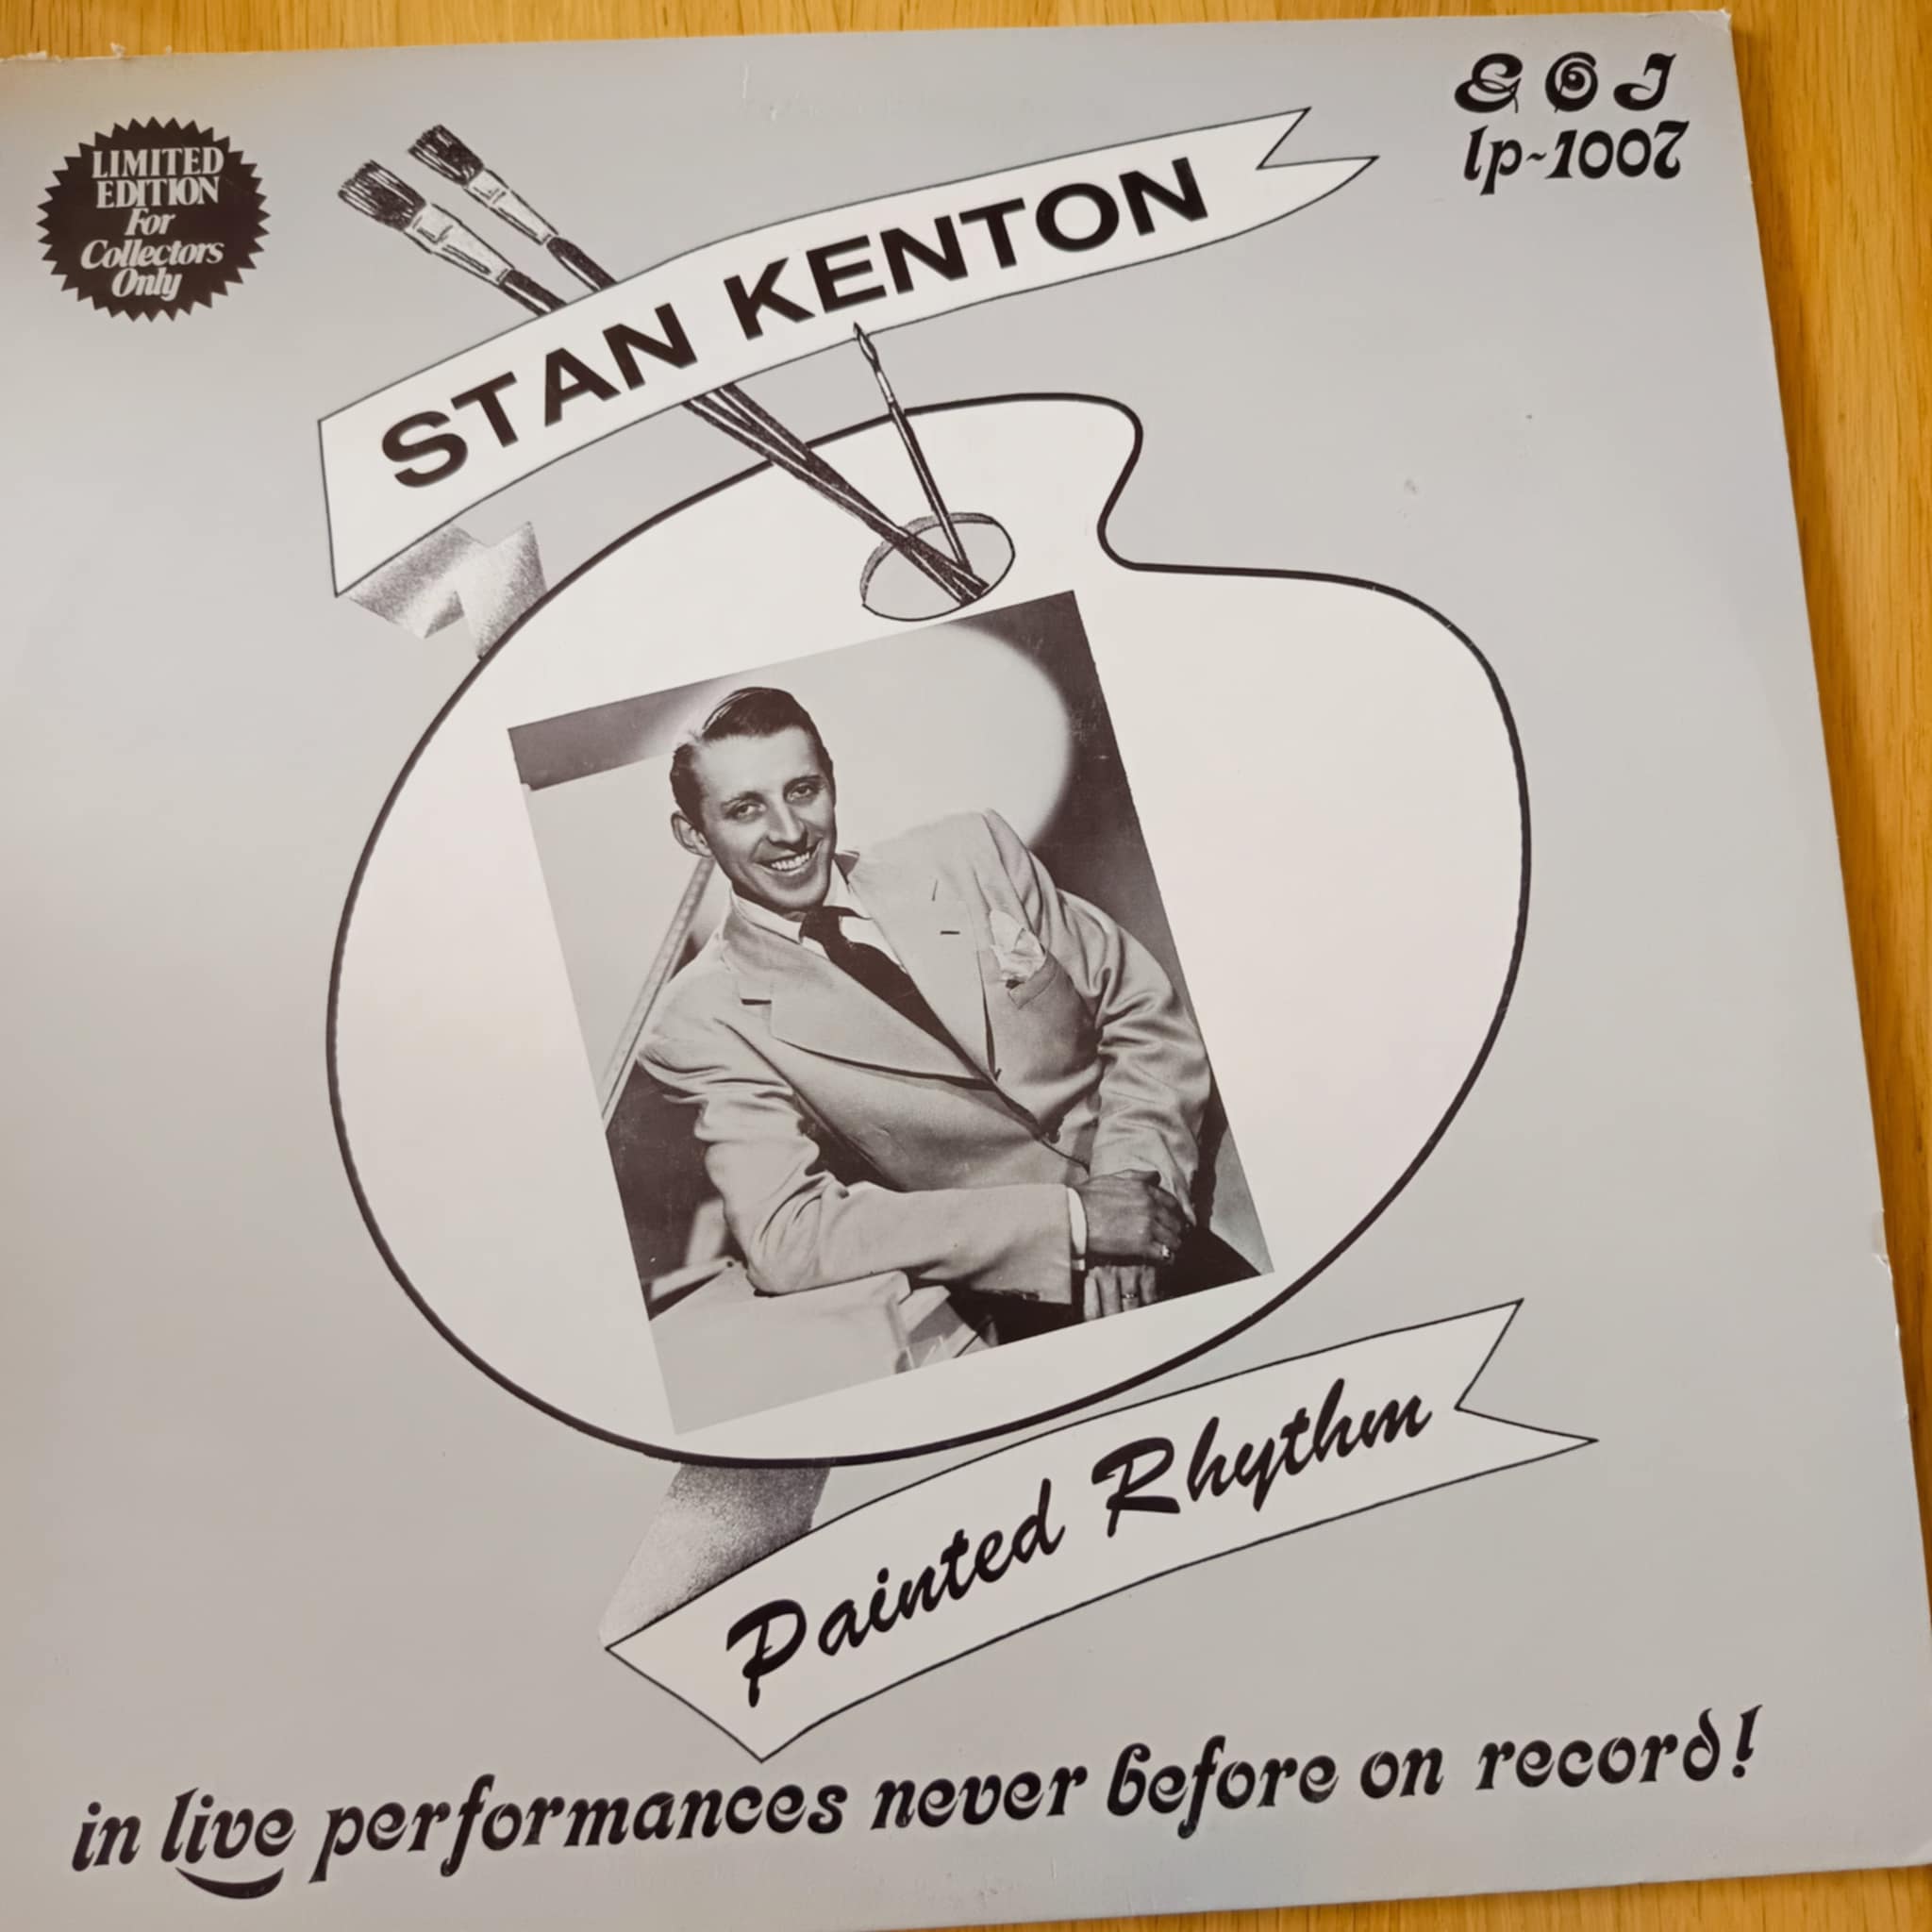 LIMITED
EDITION
For
Collectors
Only
STAN KENTON
G O J
lp-1007
Painted Rhythm
in live performances never before on record!